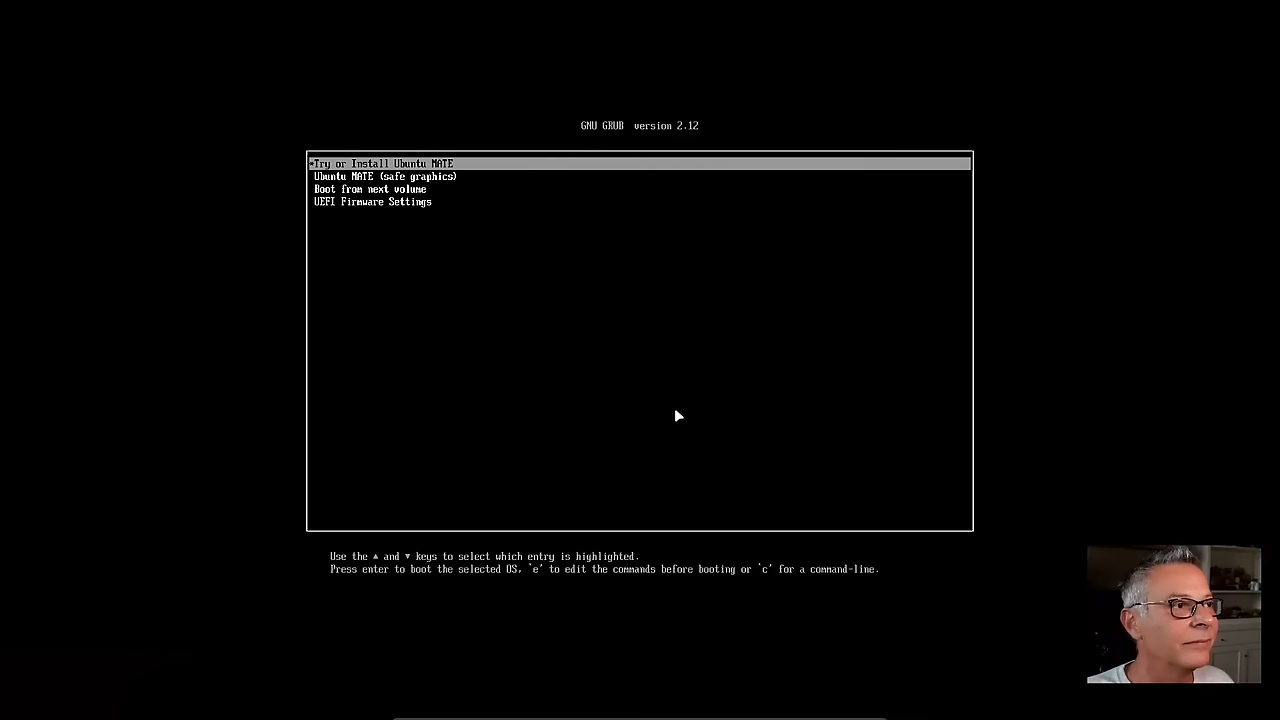 GNU GRUB version 2.12
*Try or Install Ubuntu MATE
Ubuntu MATE (safe graphics)
Boot from next volume
UEFI Firmware Settings
Use the ▲ and ▼ keys to select which entry is highlighted.
Press enter to boot the selected OS, `e' to edit the commands before booting or `c' for a command-line.